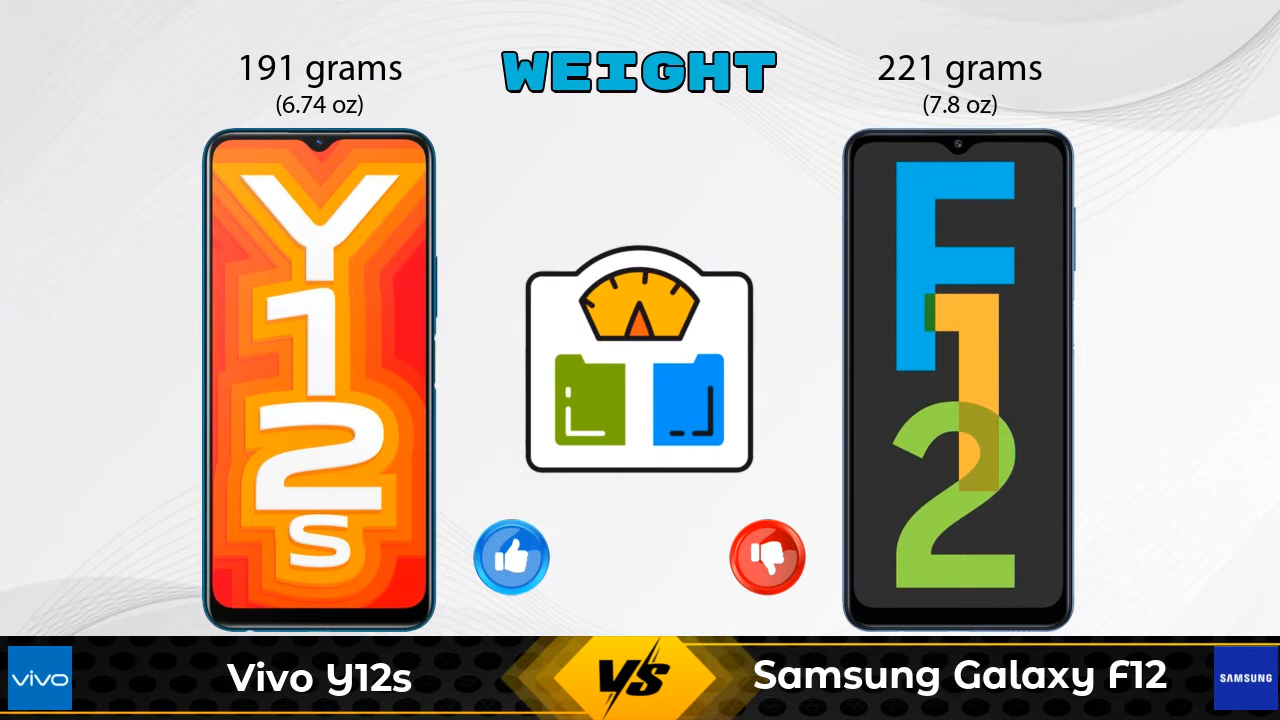 191 grams
(6.74 oz)
WEIGHT
221 grams
(7.8 oz)
Y
1
2
s
F
1
2
vivo
Vivo Y12s
VS
Samsung Galaxy F12
SAMSUNG